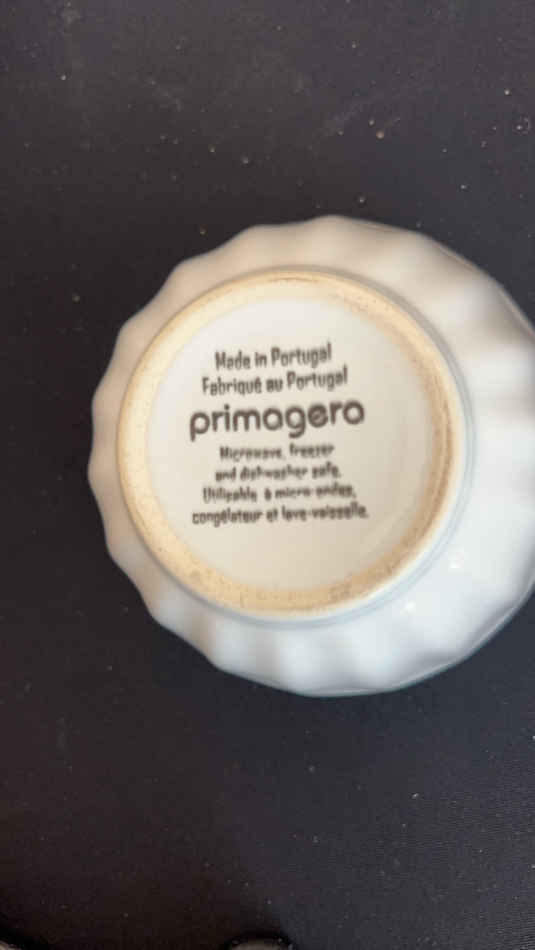 Made in Portugal
Fabriqué au Portugal
primagera
Microwave, freezer
and dishwasher safe.
Utilisable à micro-ondes,
congélateur et lave-vaisselle.